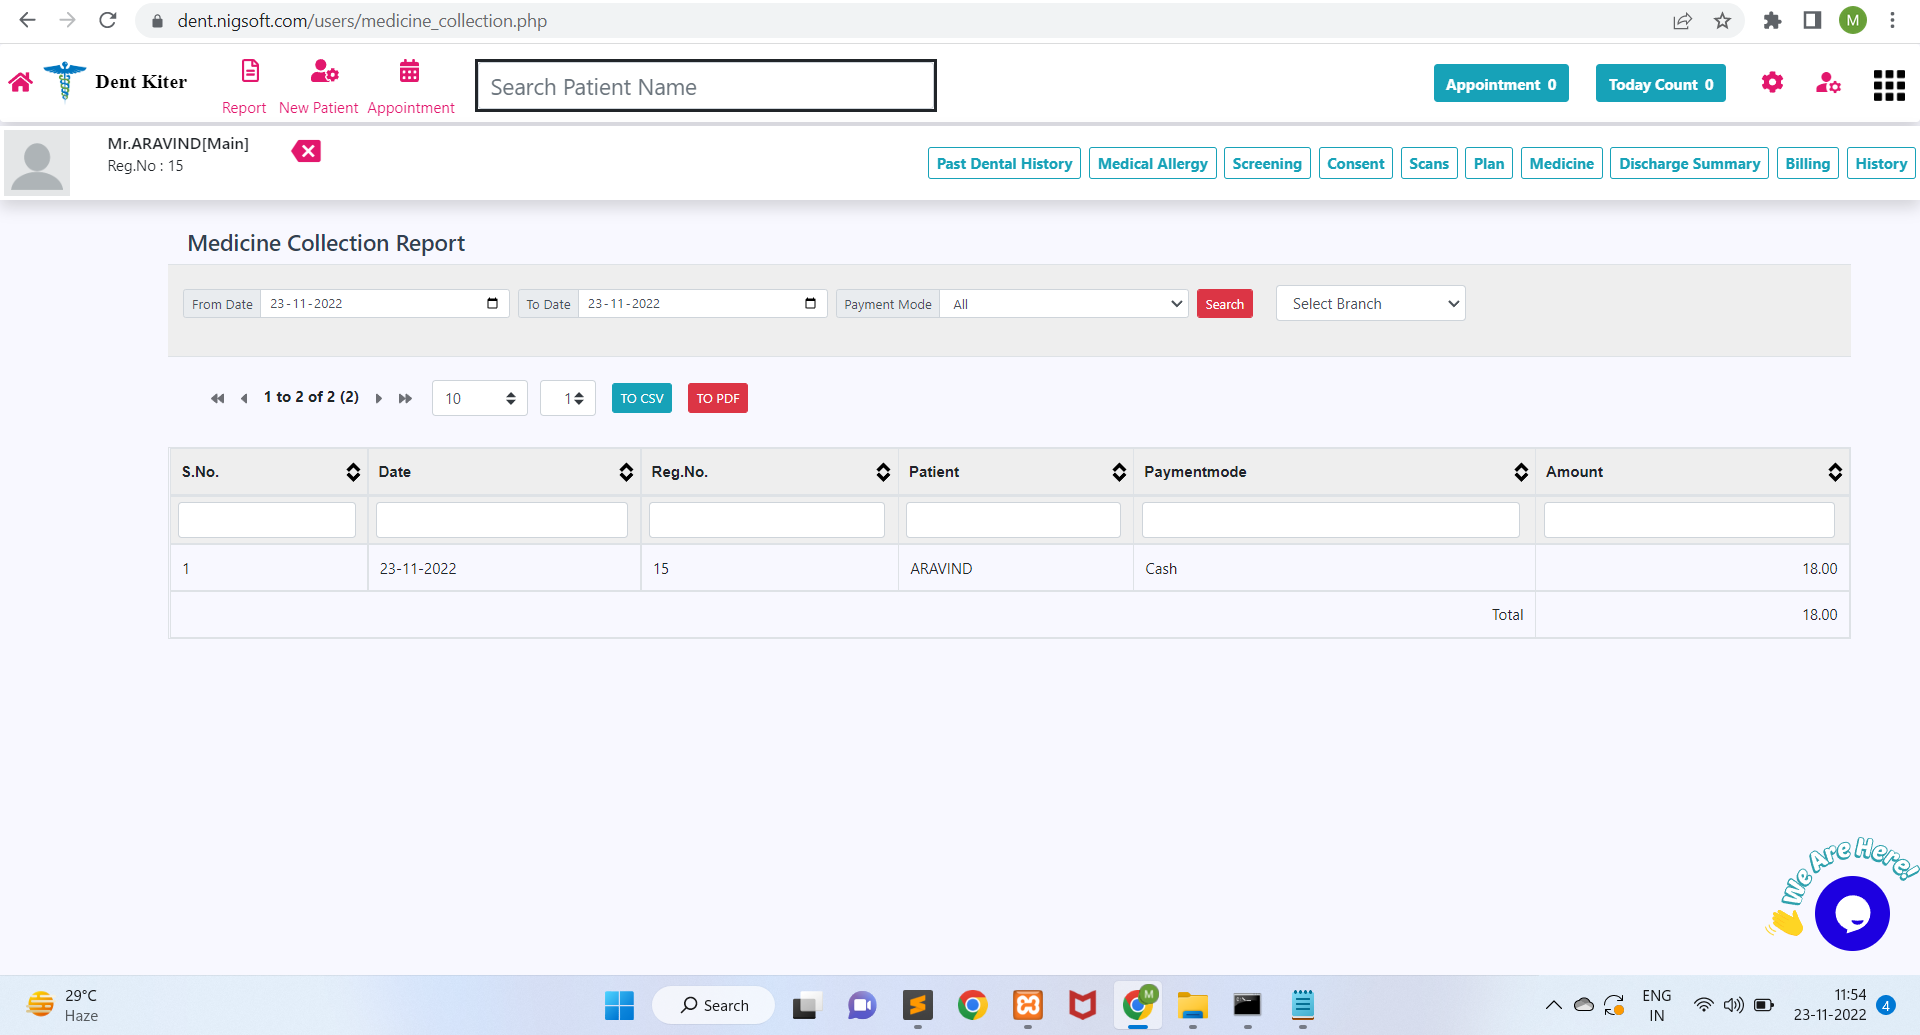 dent.nigsoft.com/users/medicine_collection.php
M
Dent Kiter
Report
New Patient
Appointment
Search Patient Name
Appointment 0
Today Count 0
Mr.ARAVIND[Main]
Reg.No : 15
Past Dental History
Medical Allergy
Screening
Consent
Scans
Plan
Medicine
Discharge Summary
Billing
History
Medicine Collection Report
From Date 23-11-2022
To Date 23-11-2022
Payment Mode All
Search
Select Branch
1 to 2 of 2 (2)
10
1
TO CSV
TO PDF
S.No. Date Reg.No. Patient Paymentmode Amount
1 23-11-2022 15 ARAVIND Cash 18.00
Total 18.00
We Are Here!
29°C
Haze
Search
M
ENG
IN
11:54
23-11-2022
4